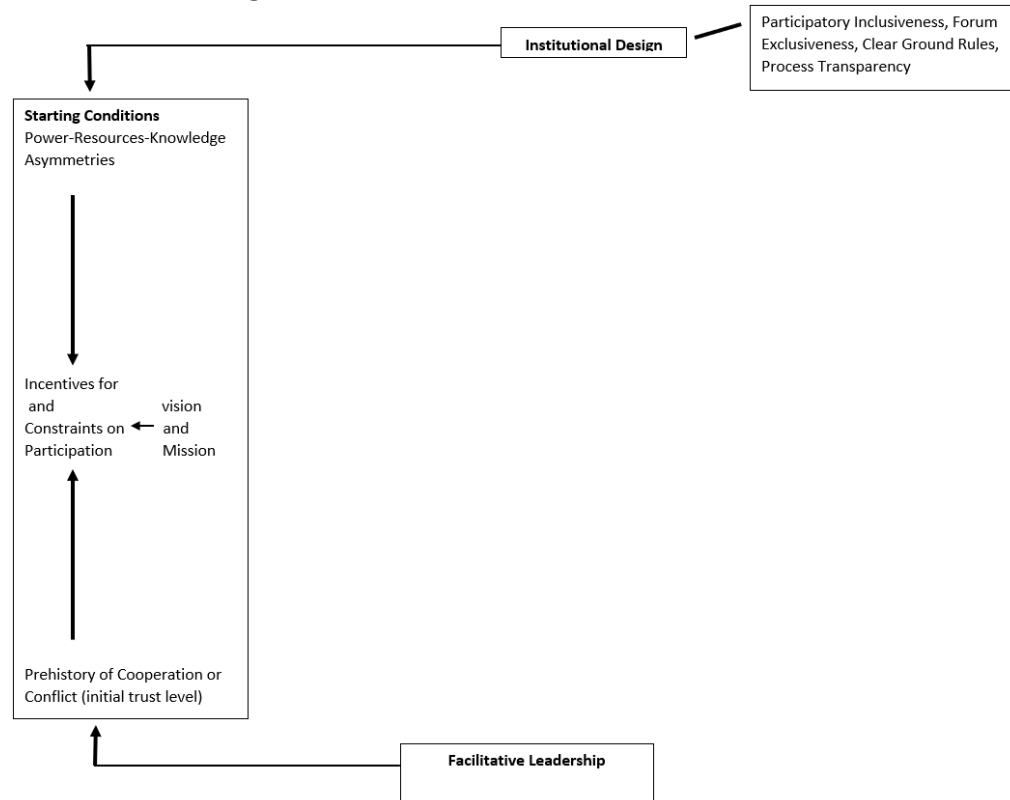 Institutional Design
Participatory Inclusiveness, Forum
Exclusiveness, Clear Ground Rules,
Process Transparency
Starting Conditions
Power-Resources-Knowledge
Asymmetries
Incentives for
and
Constraints on
Participation
vision
and
Mission
Prehistory of Cooperation or
Conflict (initial trust level)
Facilitative Leadership